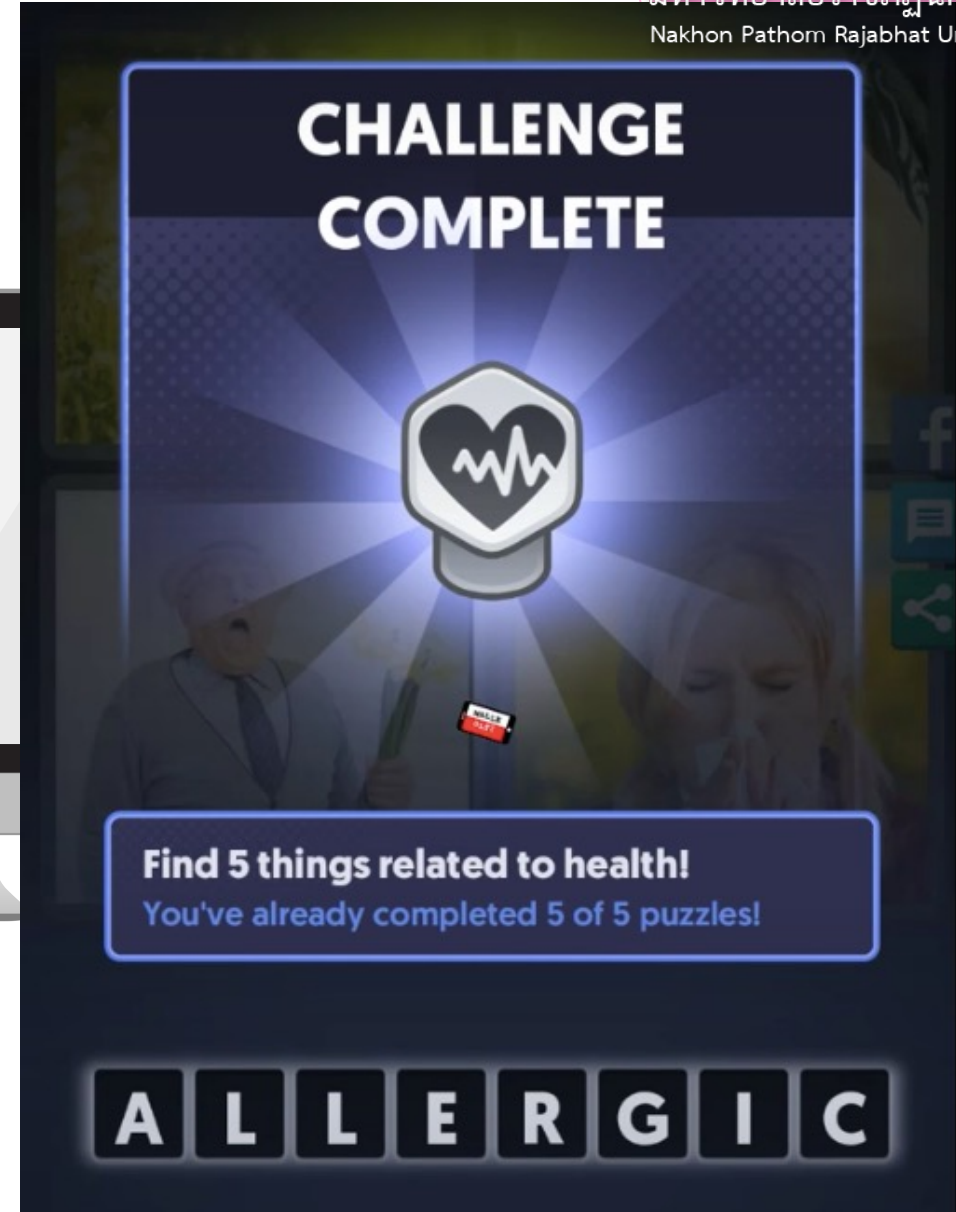 Nakhon Pathom Rajabhat
CHALLENGE
COMPLETE
Find 5 things related to health!
You've already completed 5 of 5 puzzles!
ALLERGIC